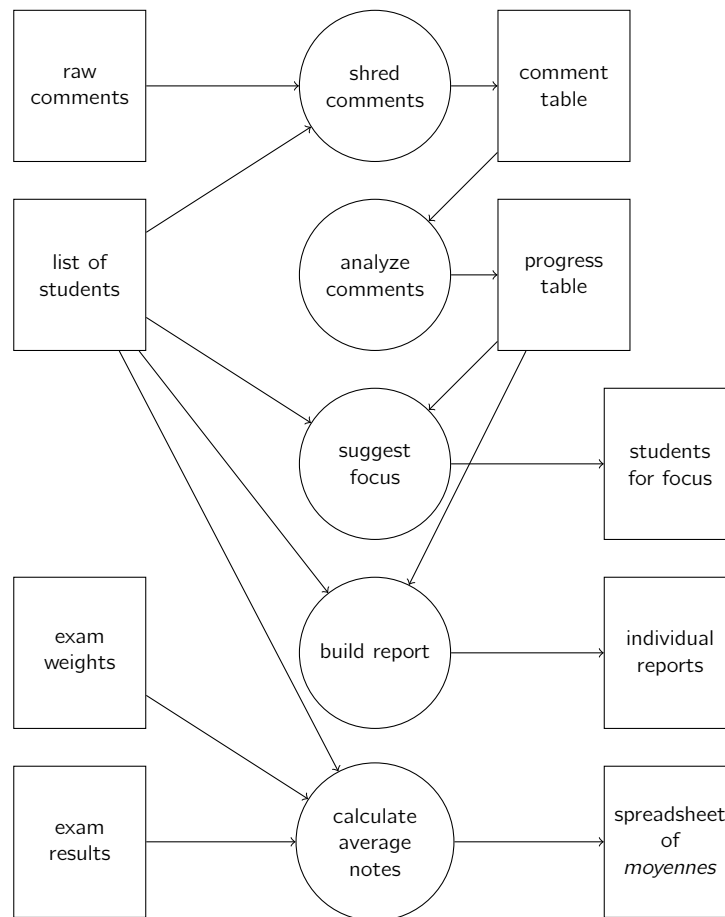 raw
comments
shred
comments
comment
table
list of
students
analyze
comments
progress
table
suggest
focus
students
for focus
exam
weights
build report
individual
reports
exam
results
calculate
average
notes
spreadsheet
of
moyennes